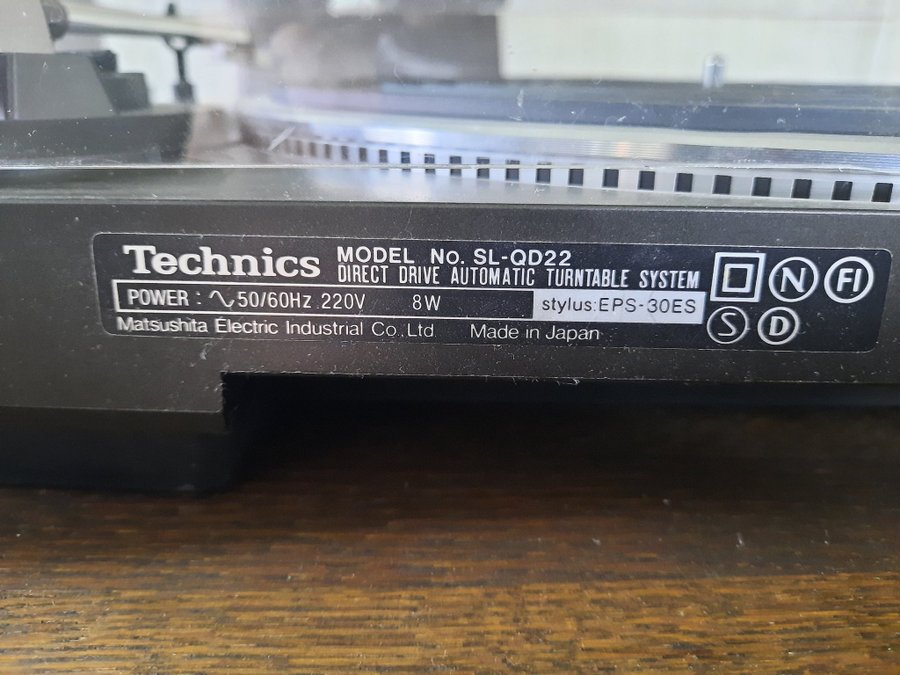 Technics MODEL No. SL-QD22
DIRECT DRIVE AUTOMATIC TURNTABLE SYSTEM
POWER : ∿ 50/60Hz 220V 8W stylus:EPS-30ES
Matsushita Electric Industrial Co.,Ltd Made in Japan
N FI
S D